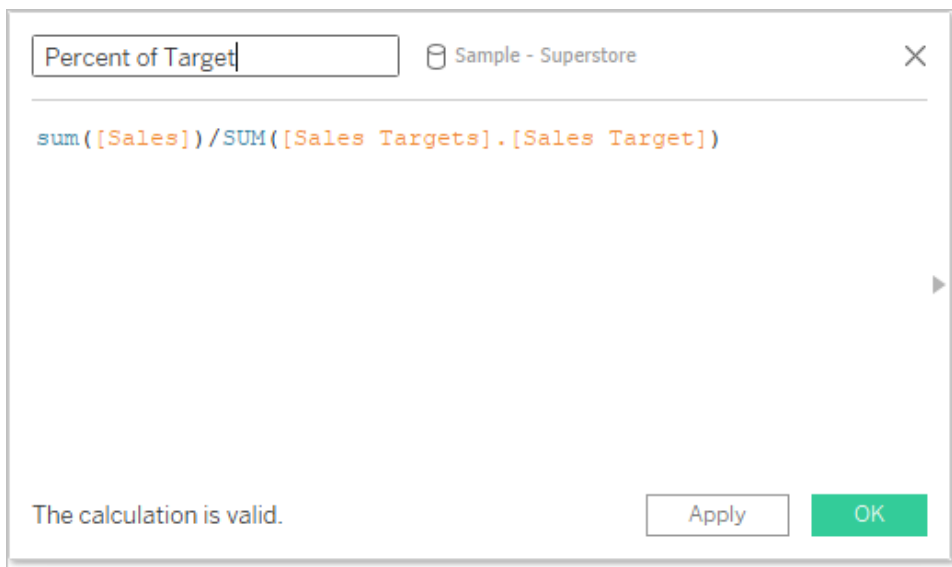 Percent of Target
Sample - Superstore
sum([Sales])/SUM([Sales Targets].[Sales Target])
The calculation is valid.
Apply
OK